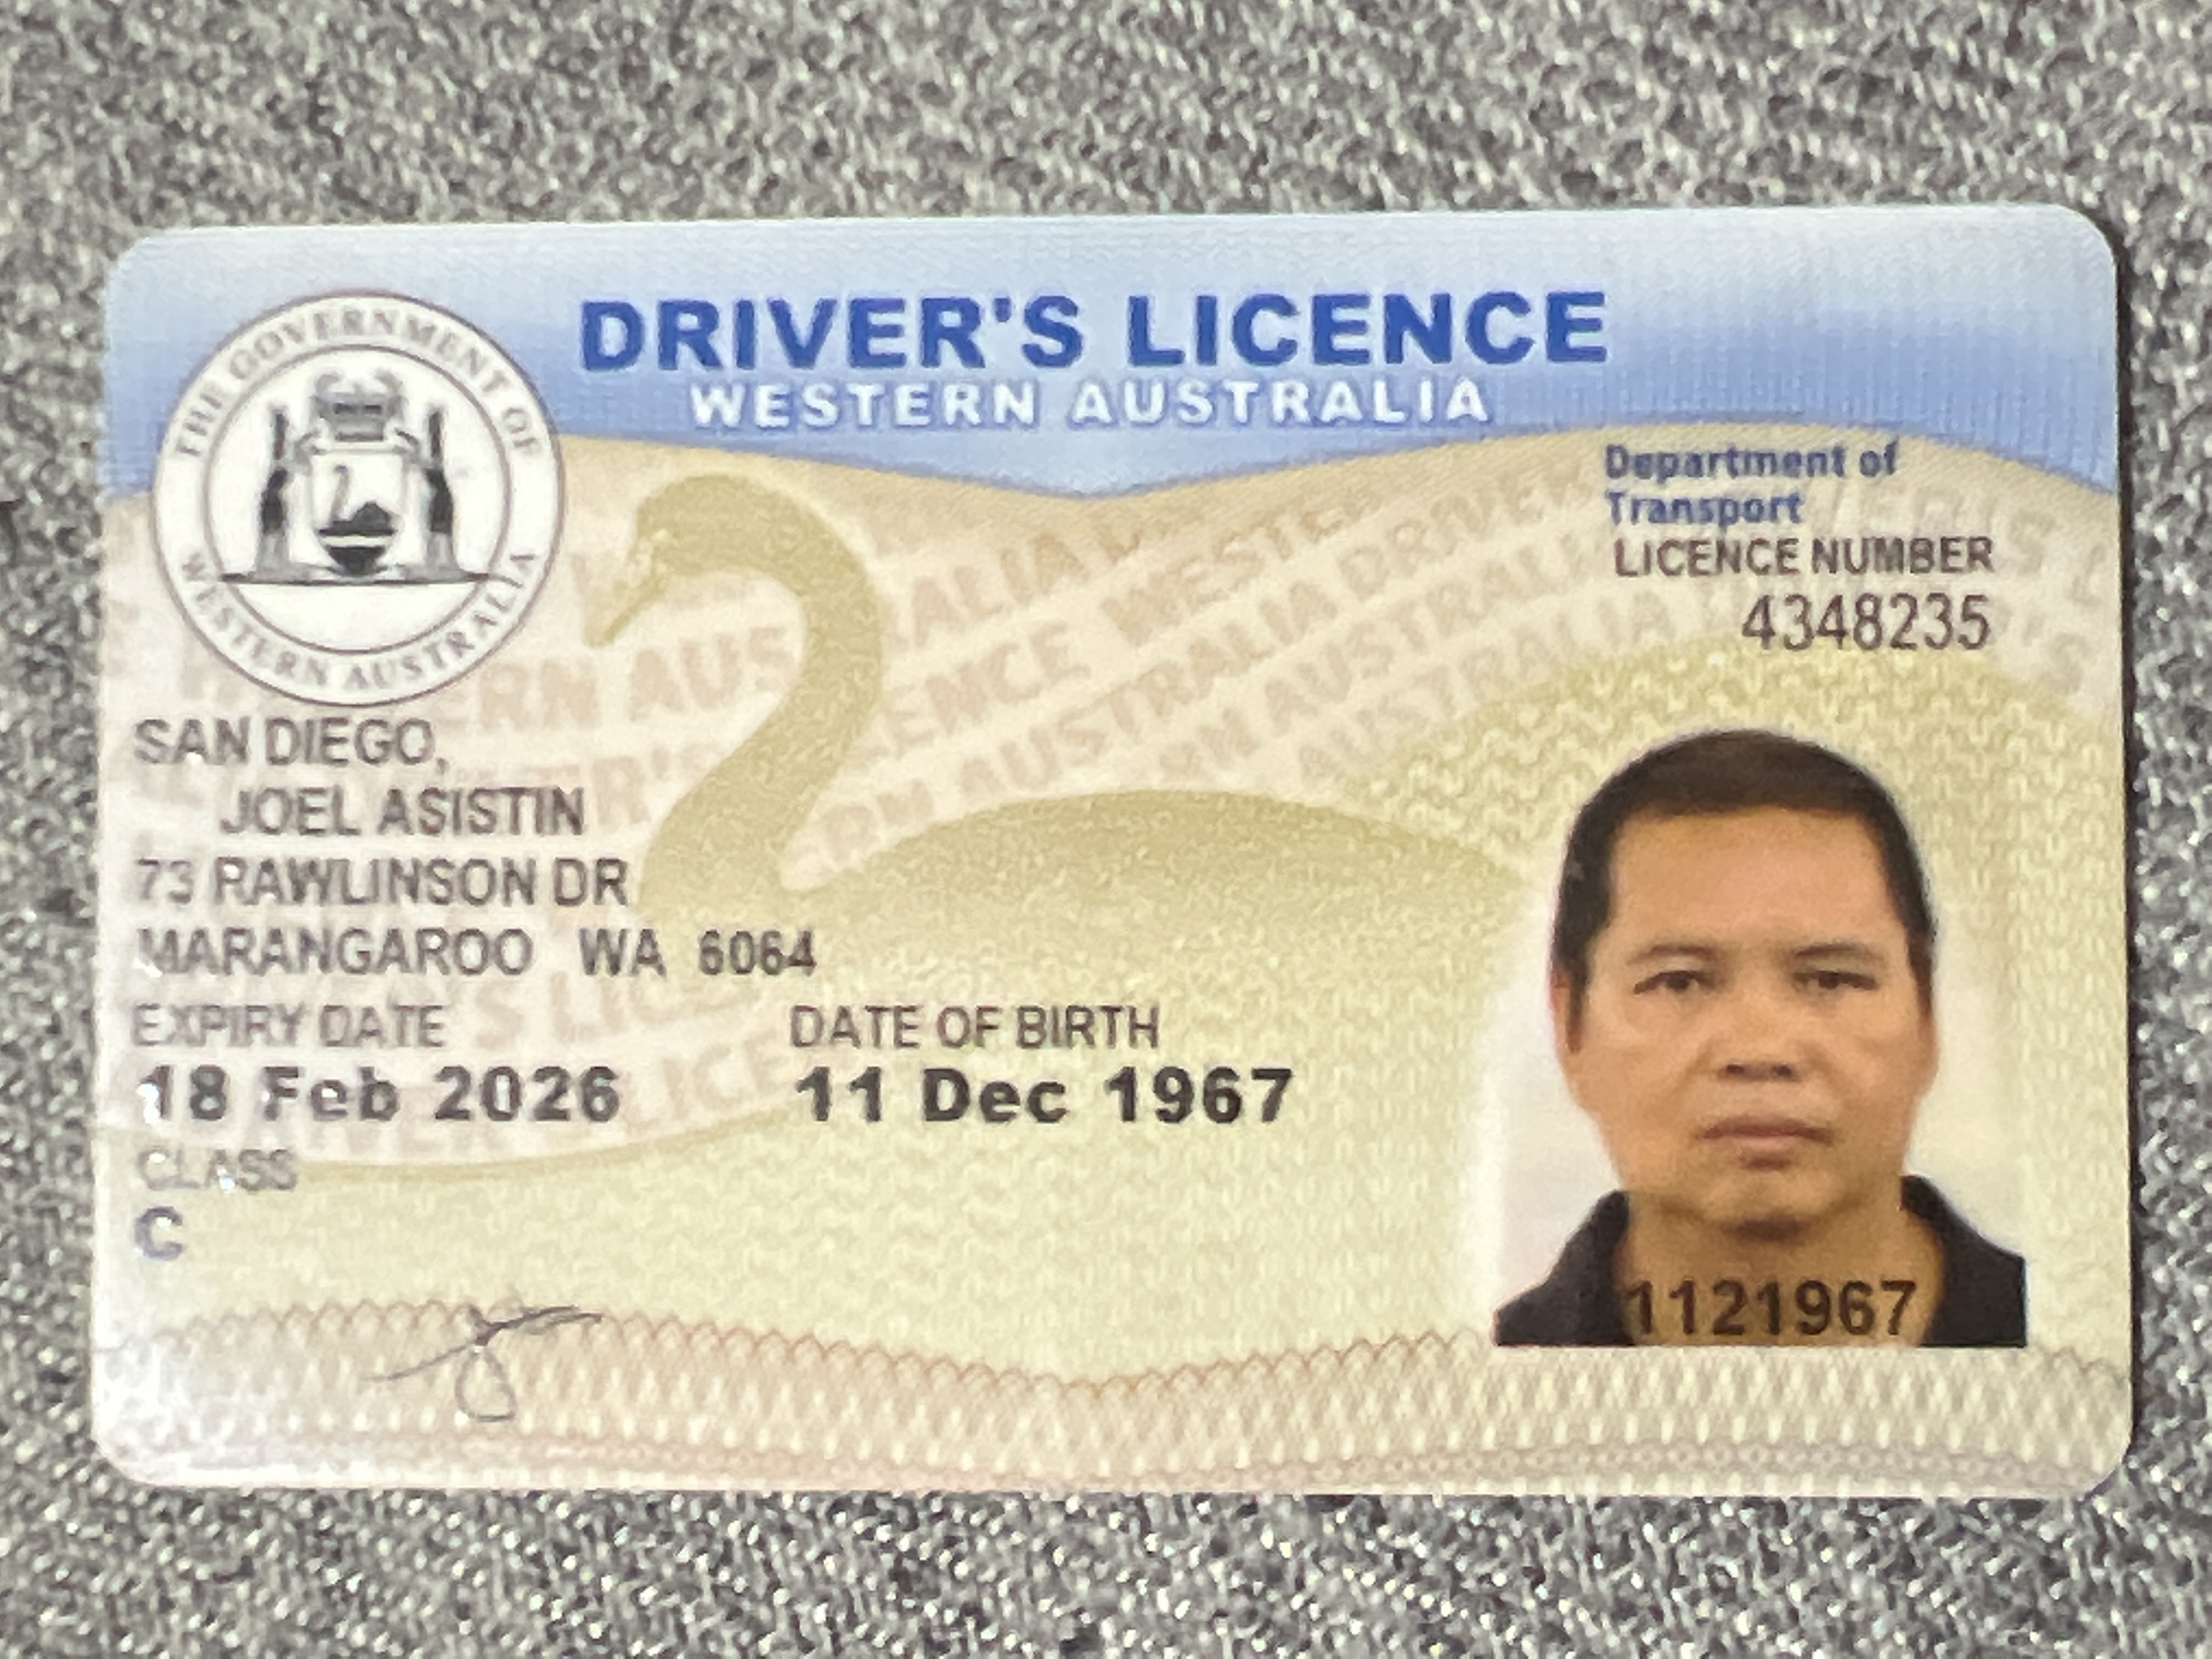 DRIVER'S LICENCE
WESTERN AUSTRALIA
THE GOVERNMENT OF
WESTERN AUSTRALIA
Department of
Transport
LICENCE NUMBER
4348235
SAN DIEGO,
JOEL ASISTIN
73 RAWLINSON DR
MARANGAROO WA 6064
EXPIRY DATE DATE OF BIRTH
18 Feb 2026 11 Dec 1967
CLASS
C
11121967